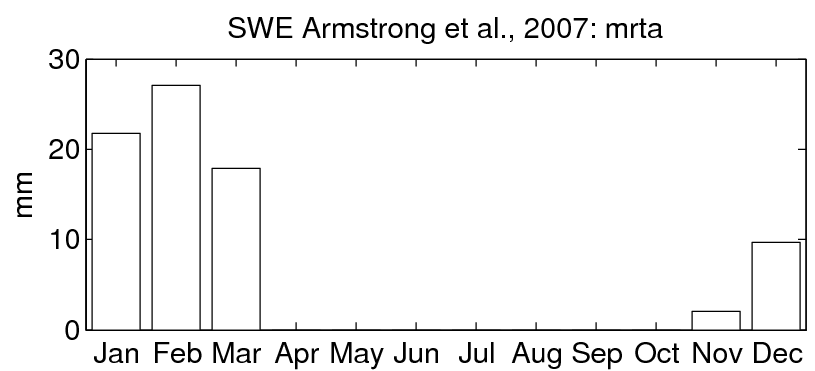 SWE Armstrong et al., 2007: mrta
30
20
10
0
mm
Jan Feb Mar Apr May Jun Jul Aug Sep Oct Nov Dec